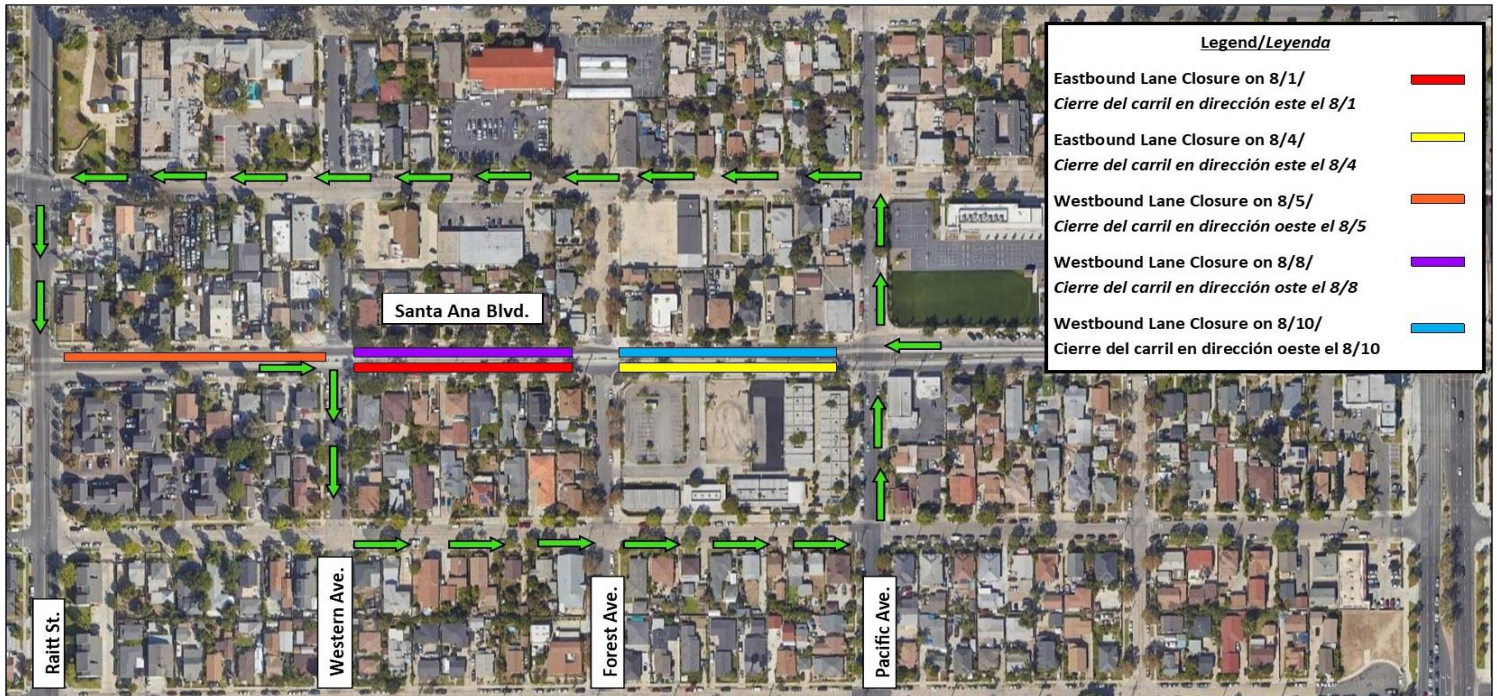 Legend/Leyenda
Eastbound Lane Closure on 8/1/
Cierre del carril en dirección este el 8/1
Eastbound Lane Closure on 8/4/
Cierre del carril en dirección este el 8/4
Westbound Lane Closure on 8/5/
Cierre del carril en dirección oeste el 8/5
Westbound Lane Closure on 8/8/
Cierre del carril en dirección oste el 8/8
Westbound Lane Closure on 8/10/
Cierre del carril en dirección oeste el 8/10
Santa Ana Blvd.
Raitt St.
Western Ave.
Forest Ave.
Pacific Ave.